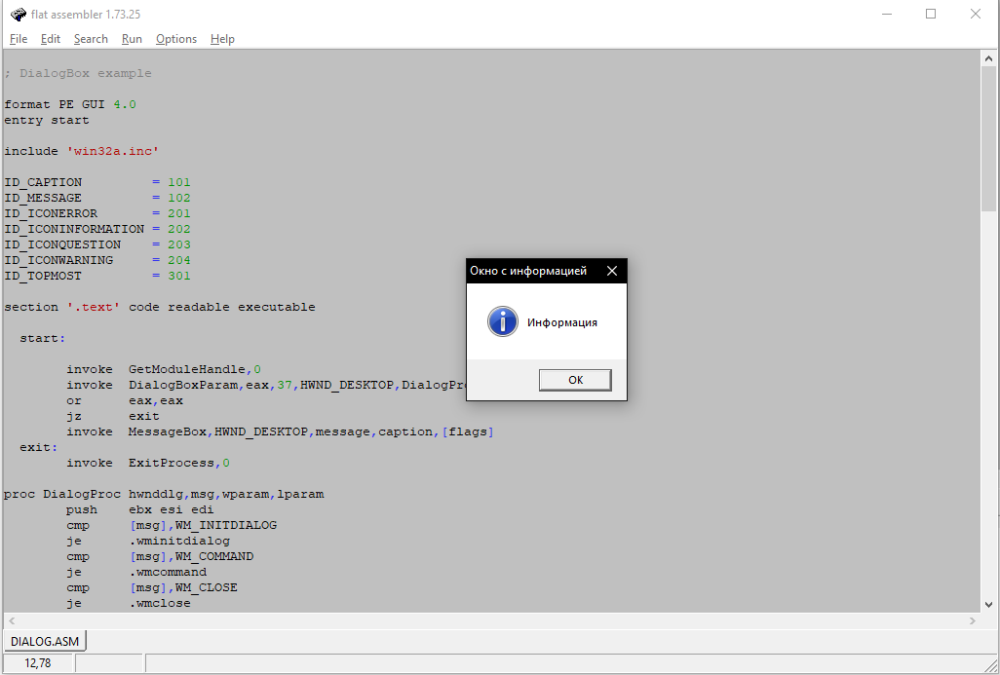 flat assembler 1.73.25
File Edit Search Run Options Help
; DialogBox example
format PE GUI 4.0
entry start
include 'win32a.inc'
ID_CAPTION = 101
ID_MESSAGE = 102
ID_ICONERROR = 201
ID_ICONINFORMATION = 202
ID_ICONQUESTION = 203
ID_ICONWARNING = 204
ID_TOPMOST = 301
section '.text' code readable executable
start:
invoke GetModuleHandle,0
invoke DialogBoxParam,eax,37,HWND_DESKTOP,DialogPr
or eax,eax
jz exit
invoke MessageBox,HWND_DESKTOP,message,caption,[flags]
exit:
invoke ExitProcess,0
proc DialogProc hwnddlg,msg,wparam,lparam
push ebx esi edi
cmp [msg],WM_INITDIALOG
je .wminitdialog
cmp [msg],WM_COMMAND
je .wmcommand
cmp [msg],WM_CLOSE
je .wmclose
Окно с информацией
Информация
OK
DIALOG.ASM
12,78